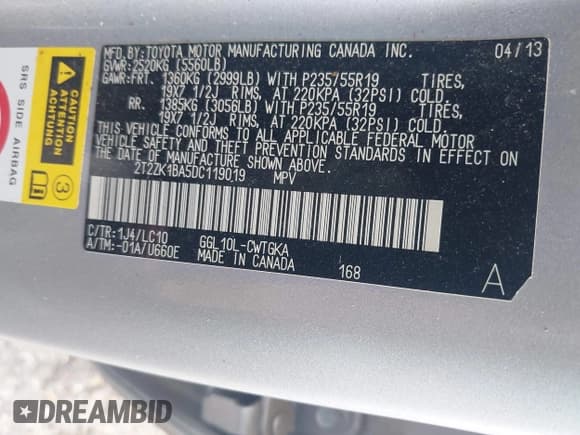 SRS SIDE AIRBAG
CAUTION
ATTENTION
ACHTUNG
3
MFD. BY: TOYOTA MOTOR MANUFACTURING CANADA INC. 04/13
GVWR: 2520KG (5560LB)
GAWR: FRT. 1360KG (2999LB) WITH P235/55R19 TIRES,
19X7 1/2J RIMS, AT 220KPA (32PSI) COLD.
RR. 1385KG (3056LB) WITH P235/55R19 TIRES,
19X7 1/2J RIMS, AT 220KPA (32PSI) COLD.
THIS VEHICLE CONFORMS TO ALL APPLICABLE FEDERAL MOTOR
VEHICLE SAFETY AND THEFT PREVENTION STANDARDS IN EFFECT ON
THE DATE OF MANUFACTURE SHOWN ABOVE.
2T2ZK1BA5DC119019 MPV
C/TR: 1J4/LC10 GGL10L-CWTGKA
A/TM: -01A/U660E MADE IN CANADA 168 A
DREAMBID